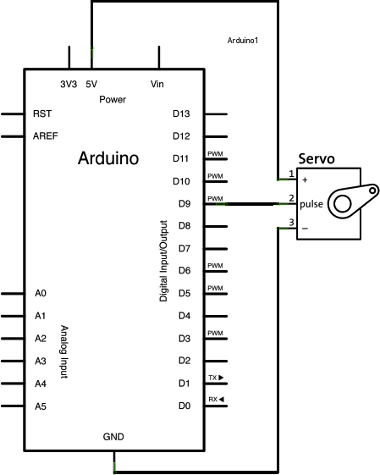 Arduino1
3V3 5V Vin
Power
RST D13
AREF D12
Arduino
D11 PWM
D10 PWM
D9 PWM
D8
D7
D6 PWM
D5 PWM
D4
D3 PWM
D2
D1 TX ▶
D0 RX ◀
Digital Input/Output
A0
A1
A2
A3
A4
A5
Analog Input
GND
Servo
1 +
2 pulse
3 –